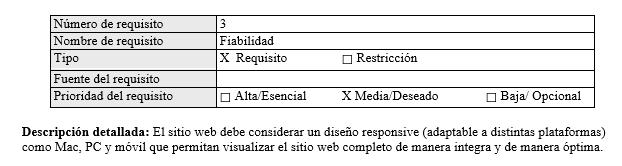 Número de requisito 3
Nombre de requisito Fiabilidad
Tipo X Requisito ☐ Restricción
Fuente del requisito
Prioridad del requisito ☐ Alta/Esencial X Media/Deseado ☐ Baja/ Opcional
Descripción detallada: El sitio web debe considerar un diseño responsive (adaptable a distintas plataformas)
como Mac, PC y móvil que permitan visualizar el sitio web completo de manera integra y de manera óptima.